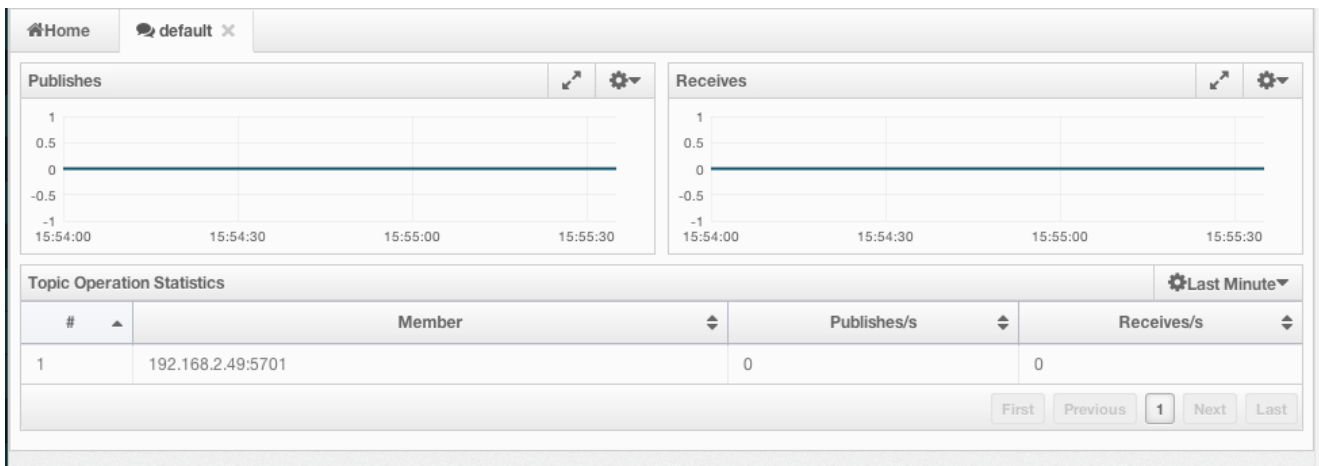 Home default
Publishes
1
0.5
0
-0.5
-1
15:54:00 15:54:30 15:55:00 15:55:30
Receives
1
0.5
0
-0.5
-1
15:54:00 15:54:30 15:55:00 15:55:30
Topic Operation Statistics Last Minute
# Member Publishes/s Receives/s
1 192.168.2.49:5701 0 0
First Previous 1 Next Last